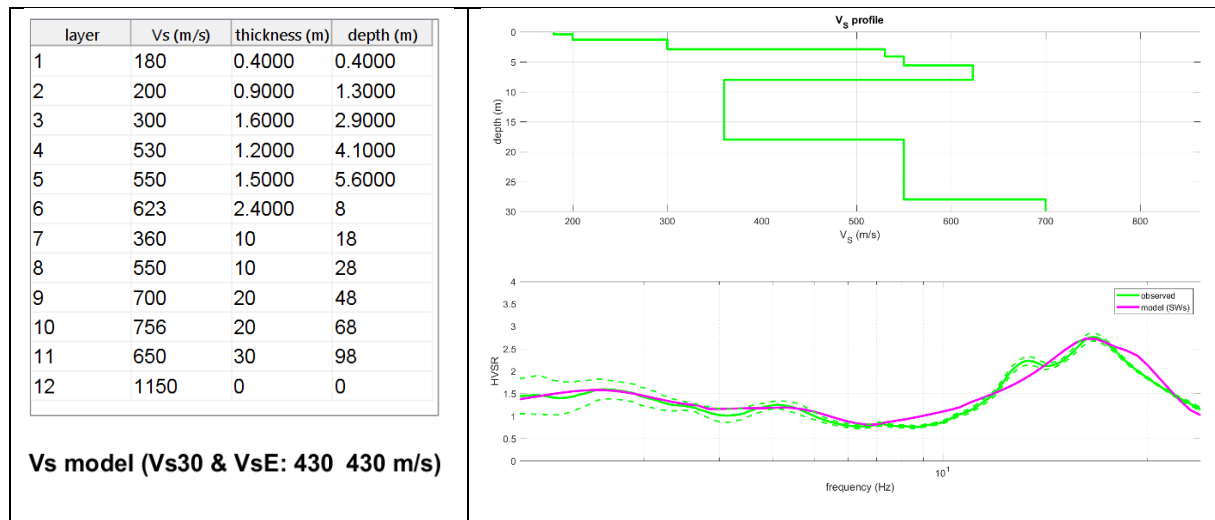 layer Vs (m/s) thickness (m) depth (m)
1 180 0.4000 0.4000
2 200 0.9000 1.3000
3 300 1.6000 2.9000
4 530 1.2000 4.1000
5 550 1.5000 5.6000
6 623 2.4000 8
7 360 10 18
8 550 10 28
9 700 20 48
10 756 20 68
11 650 30 98
12 1150 0 0
Vs model (Vs30 & VsE: 430 430 m/s)
V_S profile
0
5
10
15
20
25
30
depth (m)
200 300 400 500 600 700 800
V_S (m/s)
4
3.5
3
2.5
2
1.5
1
0.5
0
HVSR
observed
model (SWs)
10^1
frequency (Hz)